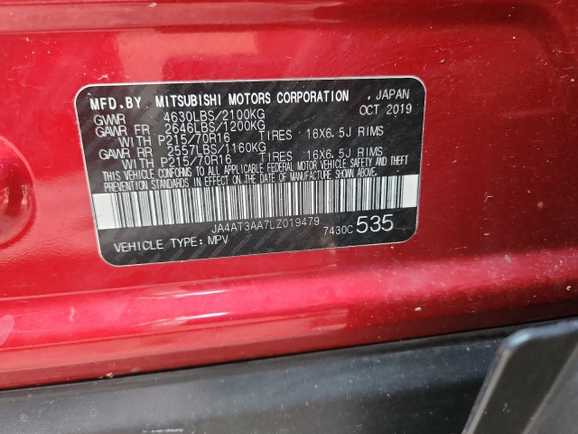 MFD.BY MITSUBISHI MOTORS CORPORATION , JAPAN
GVWR 4630LBS/2100KG OCT 2019
GAWR FR 2646LBS/1200KG
WITH P215/70R16 TIRES 16X6.5J RIMS
GAWR RR 2557LBS/1160KG
WITH P215/70R16 TIRES 16X6.5J RIMS
THIS VEHICLE CONFORMS TO ALL APPLICABLE FEDERAL MOTOR VEHICLE SAFETY AND THEFT
PREVENTION STANDARDS IN EFFECT ON THE DATE OF MANUFACTURE SHOWN ABOVE.
JA4AT3AA7LZ019479
7430C 535
VEHICLE TYPE: MPV